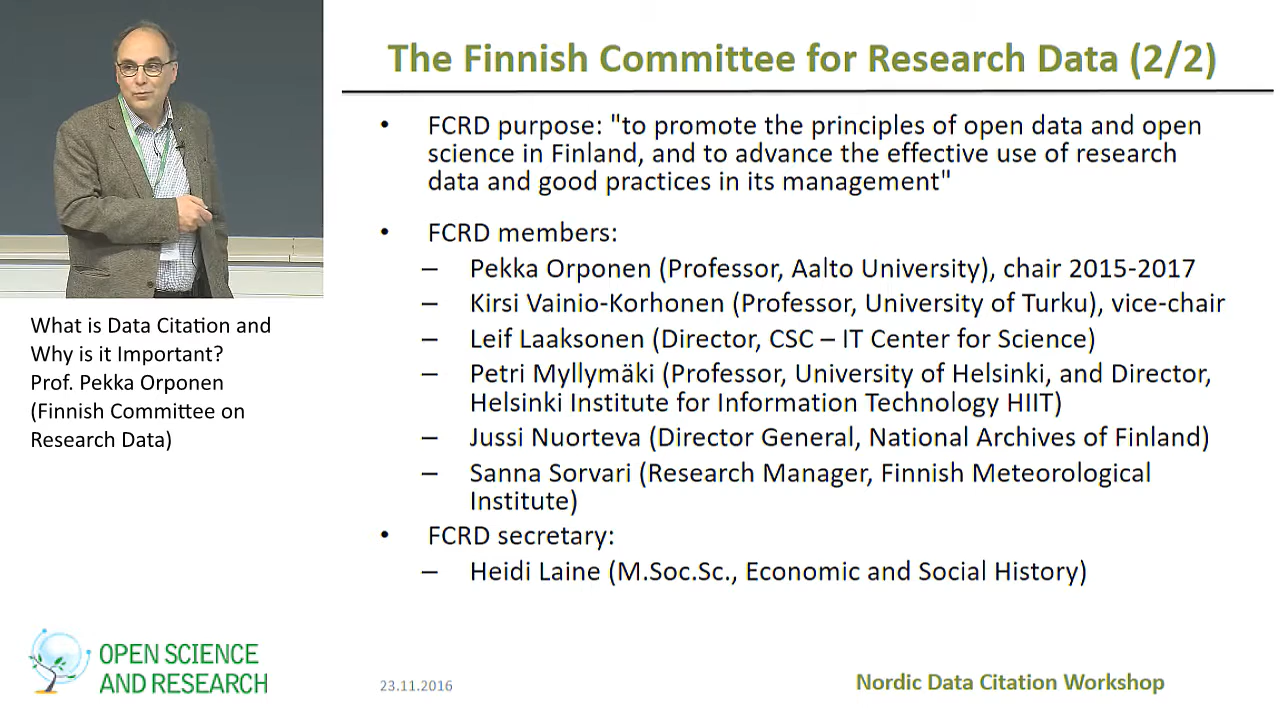 The Finnish Committee for Research Data (2/2)
• FCRD purpose: "to promote the principles of open data and open
science in Finland, and to advance the effective use of research
data and good practices in its management"
• FCRD members:
– Pekka Orponen (Professor, Aalto University), chair 2015-2017
– Kirsi Vainio-Korhonen (Professor, University of Turku), vice-chair
– Leif Laaksonen (Director, CSC – IT Center for Science)
– Petri Myllymäki (Professor, University of Helsinki, and Director,
Helsinki Institute for Information Technology HIIT)
– Jussi Nuorteva (Director General, National Archives of Finland)
– Sanna Sorvari (Research Manager, Finnish Meteorological
Institute)
• FCRD secretary:
– Heidi Laine (M.Soc.Sc., Economic and Social History)
What is Data Citation and
Why is it Important?
Prof. Pekka Orponen
(Finnish Committee on
Research Data)
OPEN SCIENCE
AND RESEARCH
23.11.2016
Nordic Data Citation Workshop